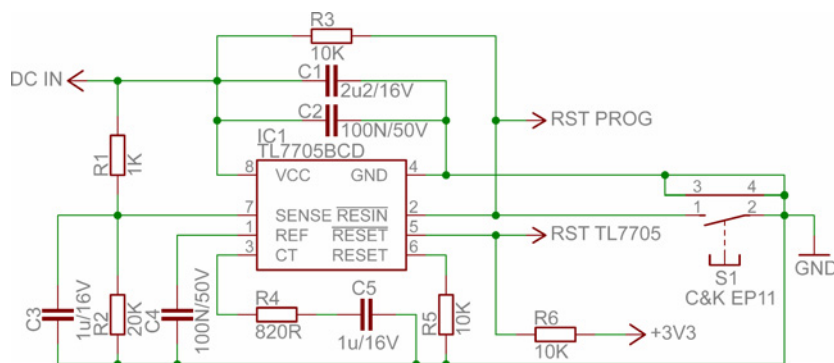 R3
10K
DC IN
C1
2u2/16V
C2
100N/50V
RST PROG
IC1
TL7705BCD
R1
1K
8 VCC GND 4
3 4
7 SENSE RESIN 2
1 2
1 REF RESET 5
RST TL7705
3 CT RESET 6
S1
C&K EP11
GND
C3
1u/16V
R2
20K
C4
100N/50V
R4
820R
C5
1u/16V
R5
10K
R6
10K
+3V3